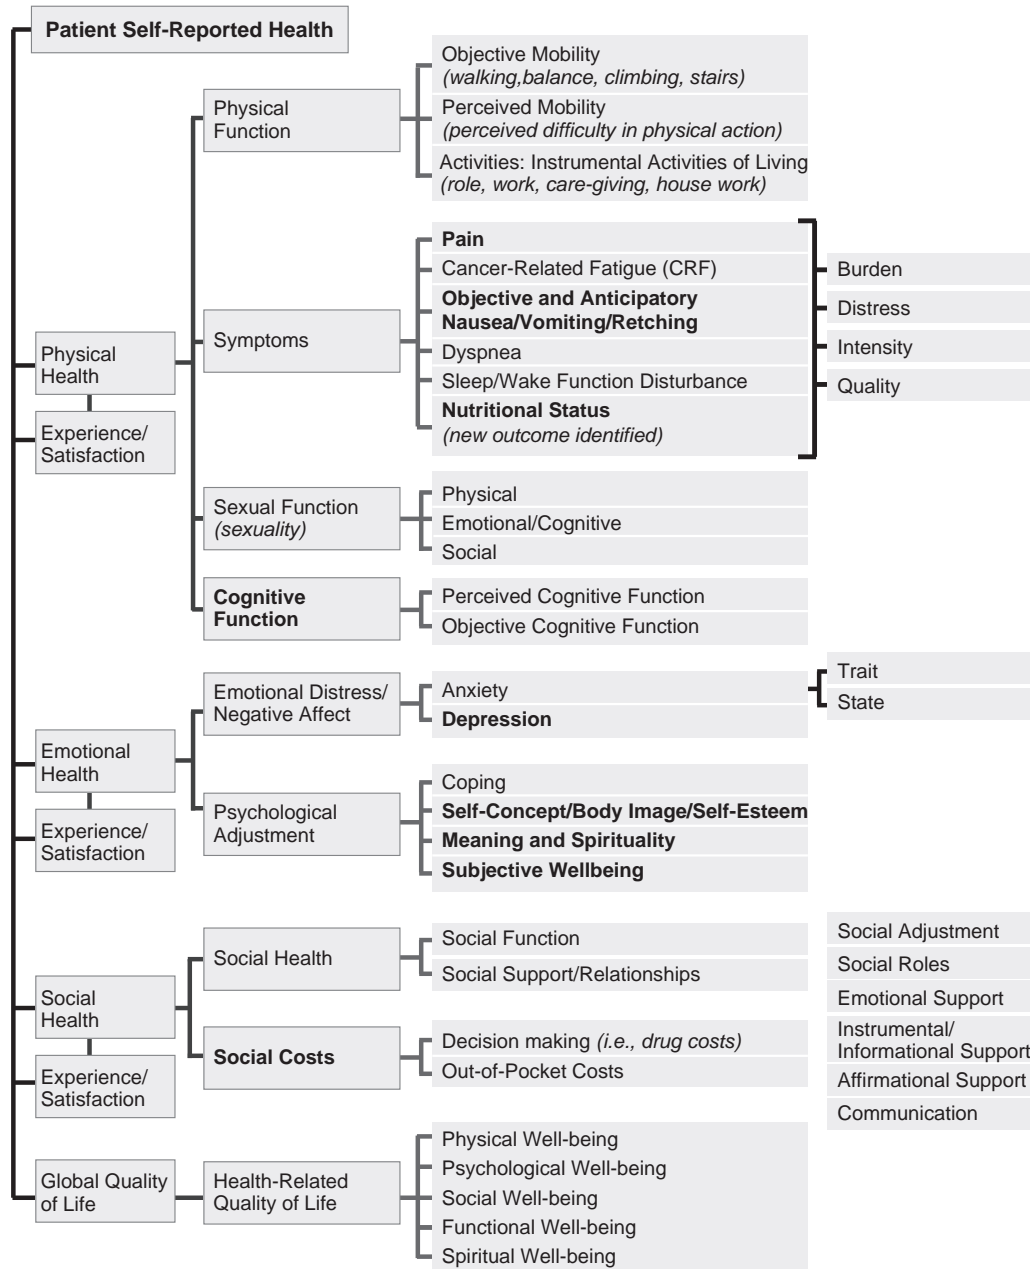 Patient Self-Reported Health
Physical
Function
Objective Mobility
(walking,balance, climbing, stairs)
Perceived Mobility
(perceived difficulty in physical action)
Activities: Instrumental Activities of Living
(role, work, care-giving, house work)
Physical
Health
Experience/
Satisfaction
Symptoms
Pain
Cancer-Related Fatigue (CRF)
Objective and Anticipatory
Nausea/Vomiting/Retching
Dyspnea
Sleep/Wake Function Disturbance
Nutritional Status
(new outcome identified)
Burden
Distress
Intensity
Quality
Sexual Function
(sexuality)
Physical
Emotional/Cognitive
Social
Cognitive
Function
Perceived Cognitive Function
Objective Cognitive Function
Emotional
Health
Experience/
Satisfaction
Emotional Distress/
Negative Affect
Anxiety
Depression
Trait
State
Psychological
Adjustment
Coping
Self-Concept/Body Image/Self-Esteem
Meaning and Spirituality
Subjective Wellbeing
Social
Health
Experience/
Satisfaction
Social Health
Social Function
Social Support/Relationships
Social Adjustment
Social Roles
Emotional Support
Instrumental/
Informational Support
Affirmational Support
Communication
Social Costs
Decision making (i.e., drug costs)
Out-of-Pocket Costs
Global Quality
of Life
Health-Related
Quality of Life
Physical Well-being
Psychological Well-being
Social Well-being
Functional Well-being
Spiritual Well-being